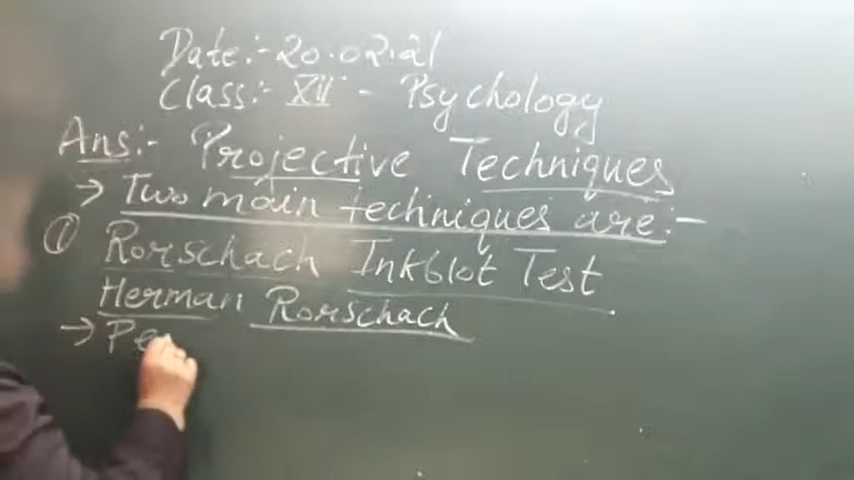 Date:- 20.02.21
Class:- XII - Psychology
Ans:- Projective Techniques
→ Two main techniques are:-
① Rorschach Inkblot Test
Herman Rorschach
→ Pe